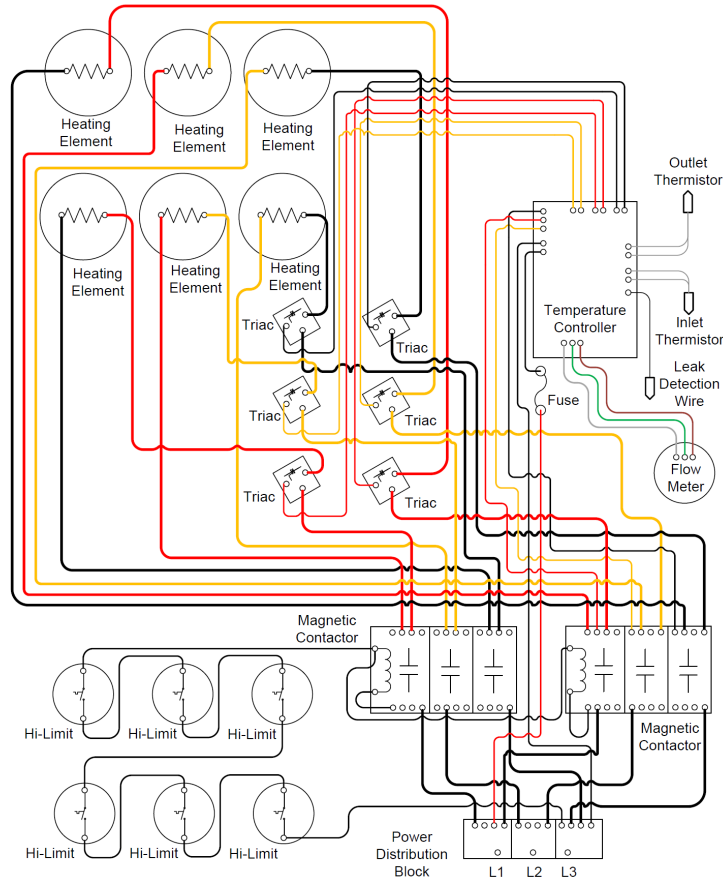 Heating
Element
Heating
Element
Heating
Element
Outlet
Thermistor
Heating
Element
Heating
Element
Heating
Element
Triac
Triac
Temperature
Controller
Inlet
Thermistor
Leak
Detection
Wire
Fuse
Triac
Triac
Flow
Meter
Triac
Triac
Magnetic
Contactor
Magnetic
Contactor
Hi-Limit
Hi-Limit
Hi-Limit
Hi-Limit
Hi-Limit
Hi-Limit
Power
Distribution
Block
L1
L2
L3